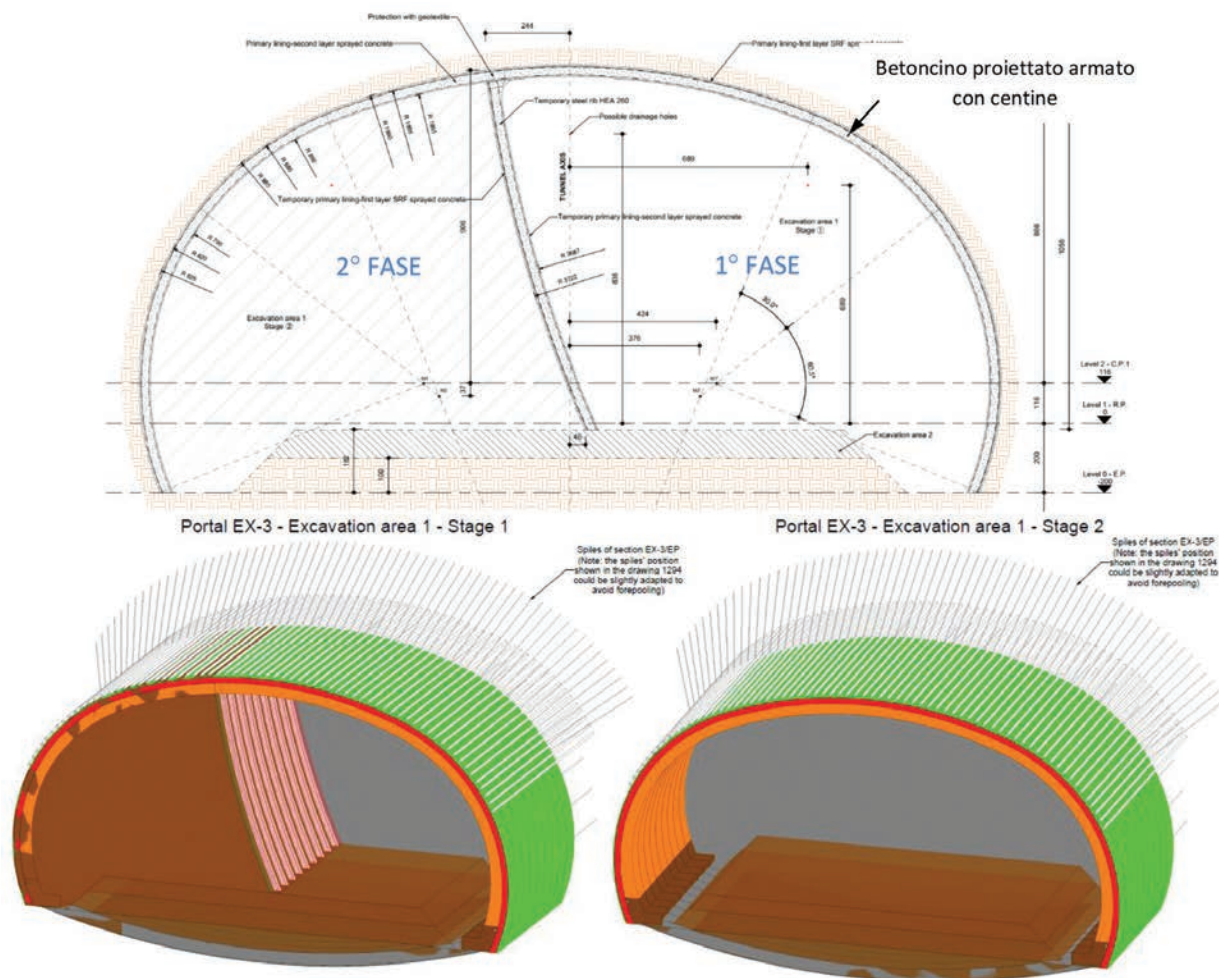 244
Protection with geotextile
Primary lining-second layer sprayed concrete
Primary lining-first layer SRF
Betoncino proiettato armato
con centine
Temporary steel rib HEA 260
Possible drainage holes
TUNNEL AXIS
689
Temporary primary lining-first layer SRF sprayed concrete
Temporary primary lining-second layer sprayed concrete
Excavation area 1
Stage ①
2° FASE
1° FASE
Excavation area 1
Stage ②
30.0°
424
376
37
Level 2 - C.P.1
116
Level 1 - R.P.
0
116
Excavation area 2
200
100
Level 0 - E.P.
-200
Portal EX-3 - Excavation area 1 - Stage 1
Portal EX-3 - Excavation area 1 - Stage 2
Spiles of section EX-3/EP
(Note: the spiles' position
shown in the drawing 1294
could be slightly adapted to
avoid forepooling)
Spiles of section EX-3/EP
(Note: the spiles' position
shown in the drawing 1294
could be slightly adapted to
avoid forepooling)